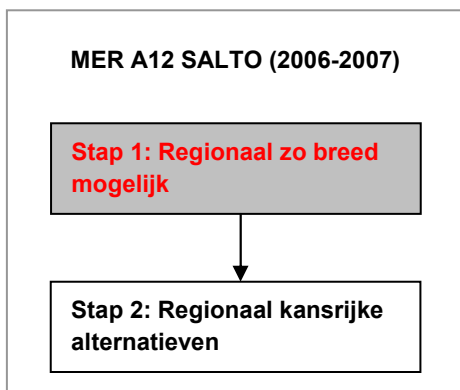 MER A12 SALTO (2006-2007)
Stap 1: Regionaal zo breed
mogelijk
Stap 2: Regionaal kansrijke
alternatieven